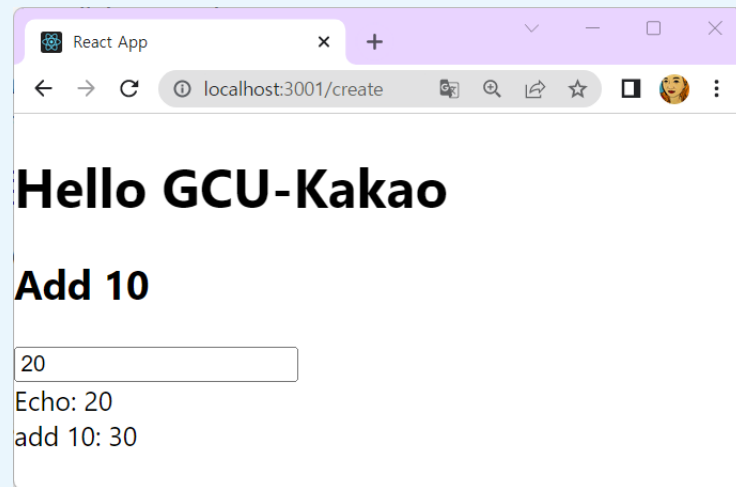 React App
localhost:3001/create
Hello GCU-Kakao
Add 10
20
Echo: 20
add 10: 30